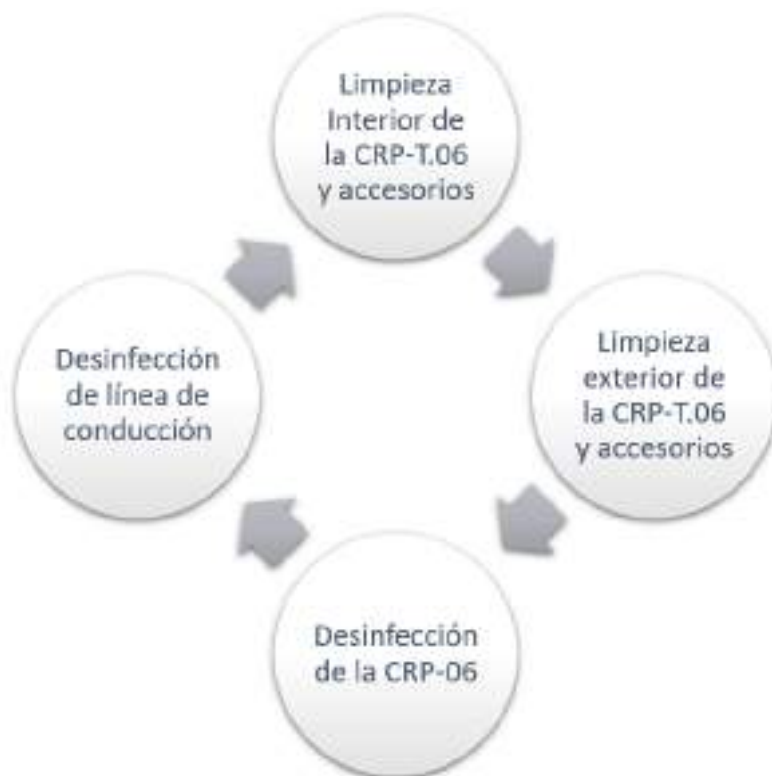 Limpieza
Interior de
la CRP-T.06
y accesorios
Limpieza
exterior de
la CRP-T.06
y accesorios
Desinfección
de la CRP-06
Desinfección
de línea de
conducción